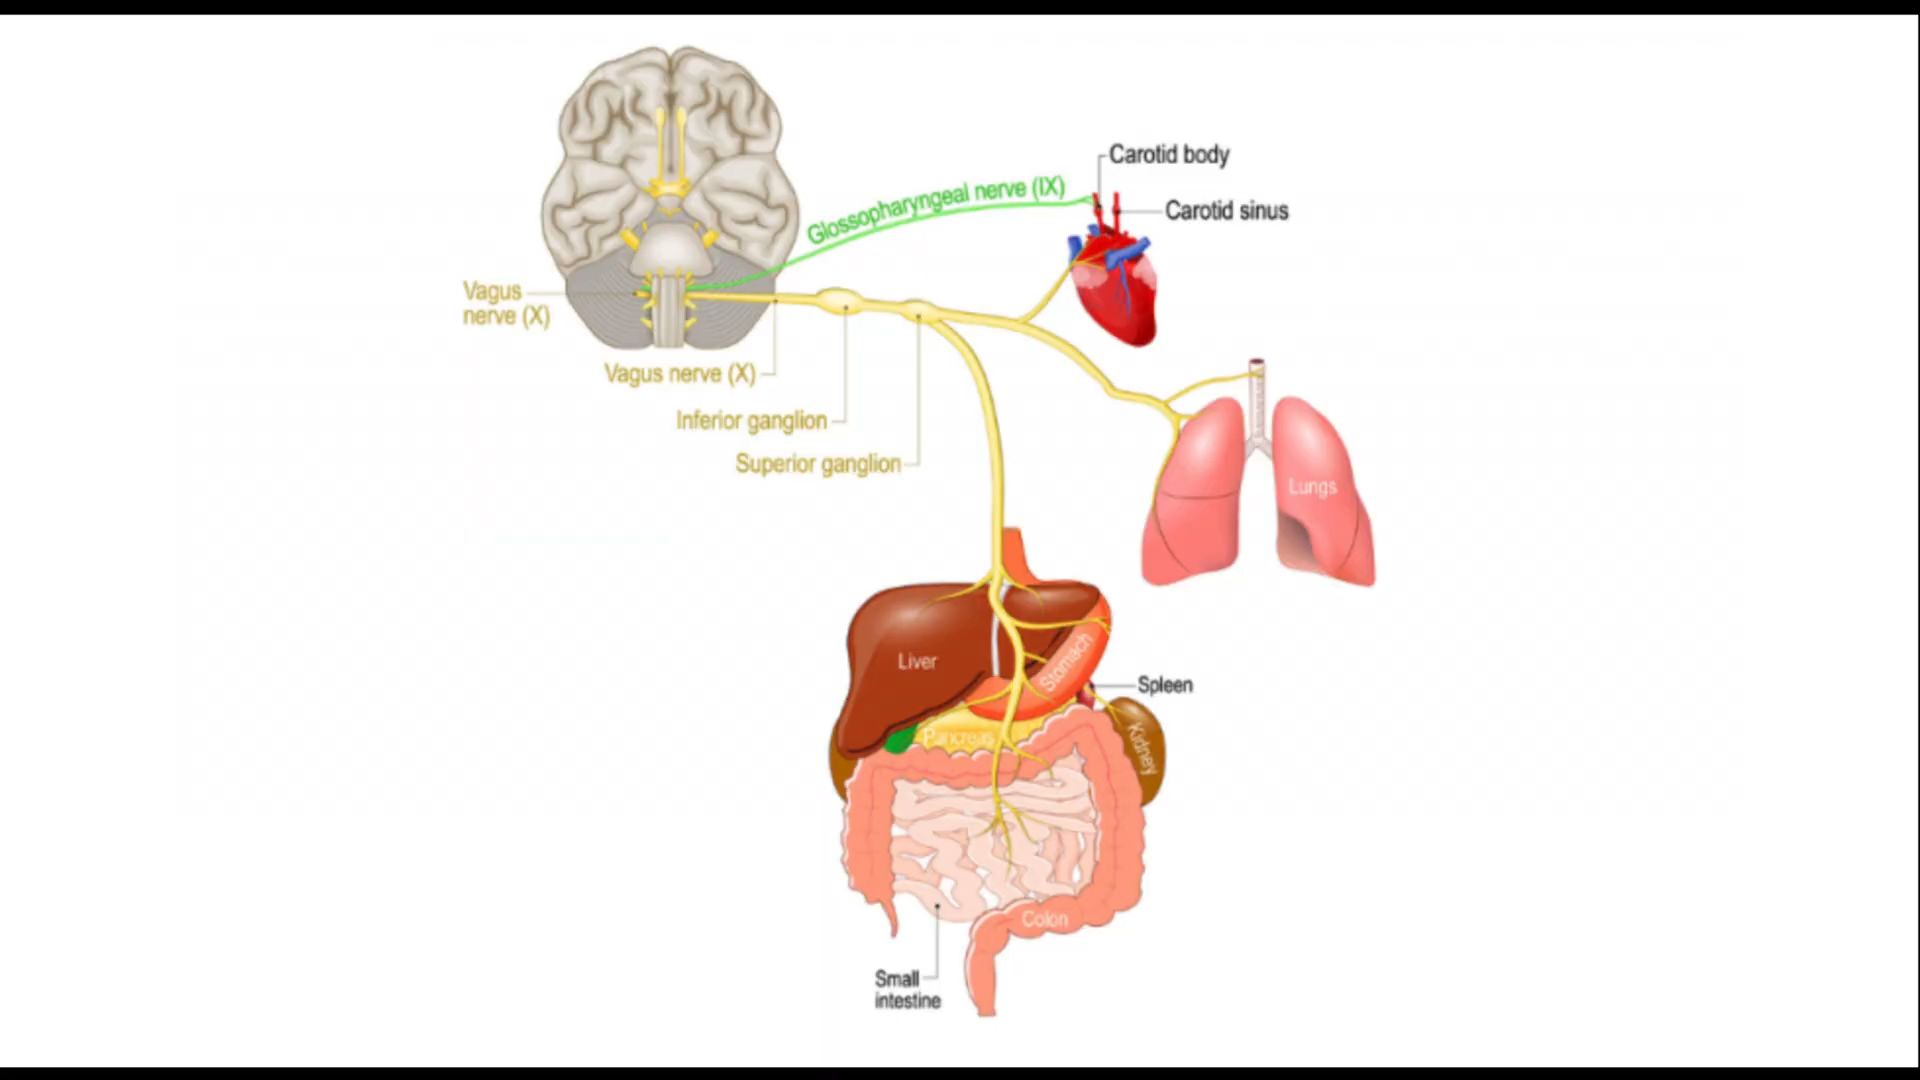 Carotid body
Glossopharyngeal nerve (IX)
Carotid sinus
Vagus
nerve (X)
Vagus nerve (X)
Inferior ganglion
Superior ganglion
Lungs
Liver
Stomach
Spleen
Pancreas
Kidney
Colon
Small
intestine